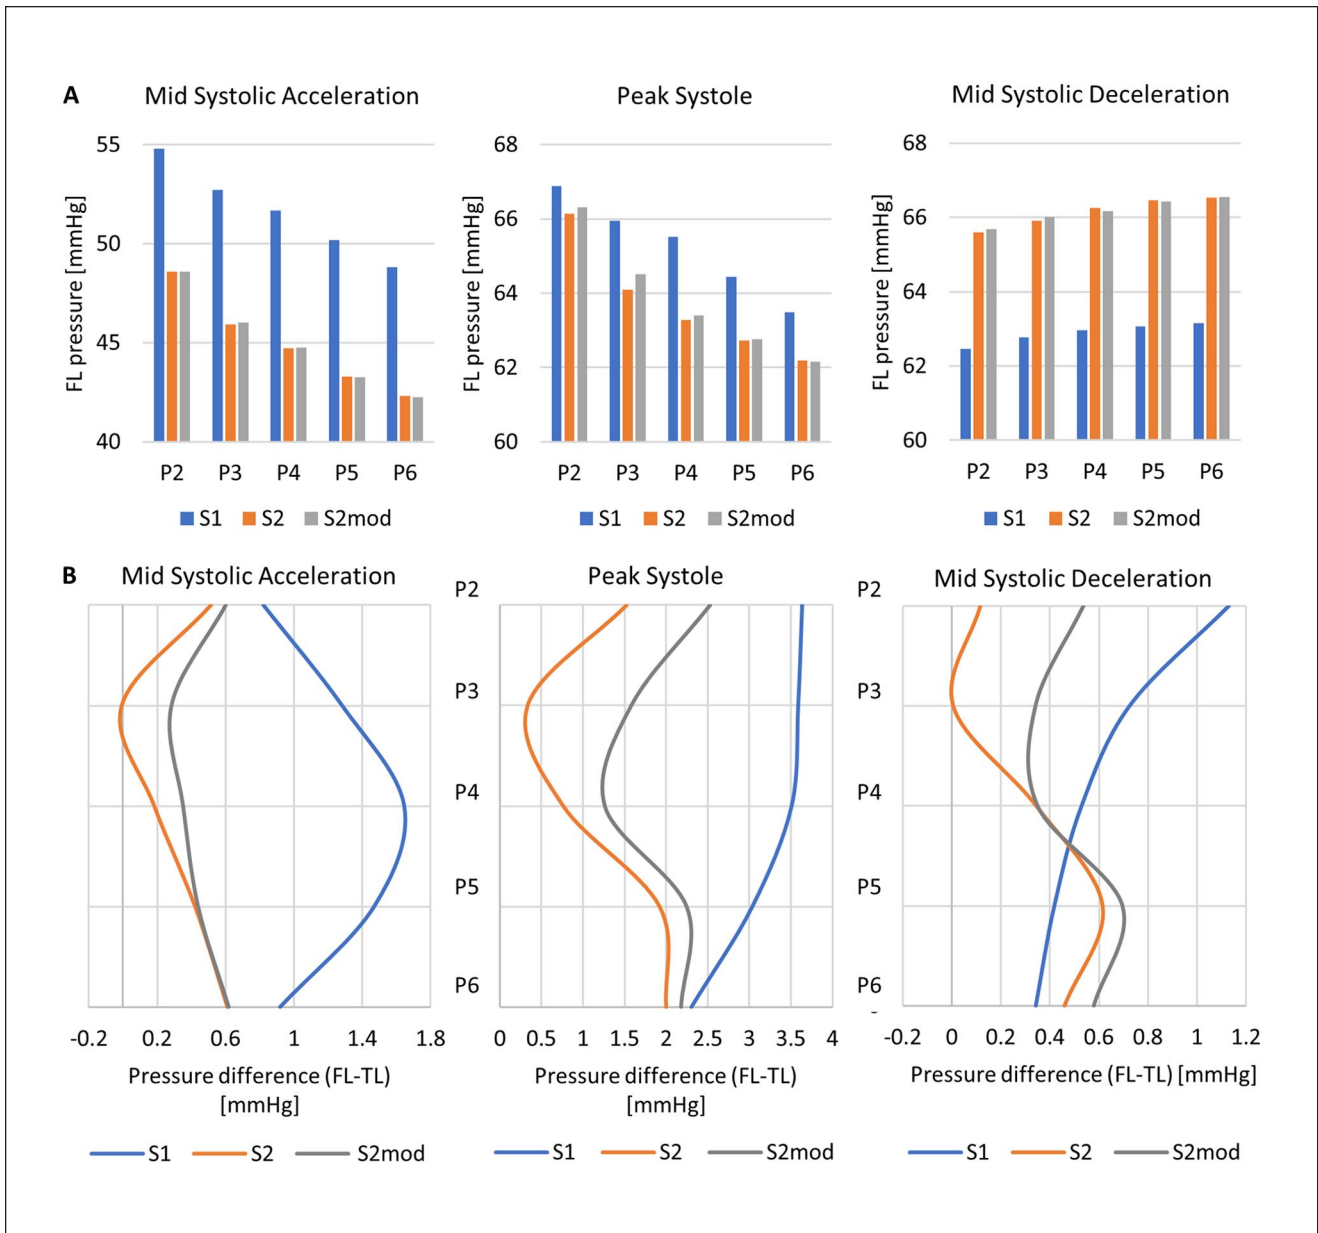 A Mid Systolic Acceleration
Peak Systole
Mid Systolic Deceleration
FL pressure [mmHg]
55
50
45
40
P2 P3 P4 P5 P6
S1 S2 S2mod
FL pressure [mmHg]
68
66
64
62
60
P2 P3 P4 P5 P6
S1 S2 S2mod
FL pressure [mmHg]
68
66
64
62
60
P2 P3 P4 P5 P6
S1 S2 S2mod
B Mid Systolic Acceleration
-0.2 0.2 0.6 1 1.4 1.8
Pressure difference (FL-TL)
[mmHg]
S1 S2 S2mod
Peak Systole
P2
P3
P4
P5
P6
0 0.5 1 1.5 2 2.5 3 3.5 4
Pressure difference (FL-TL)
[mmHg]
S1 S2 S2mod
Mid Systolic Deceleration
P2
P3
P4
P5
P6
-0.2 0 0.2 0.4 0.6 0.8 1 1.2
Pressure difference (FL-TL) [mmHg]
S1 S2 S2mod